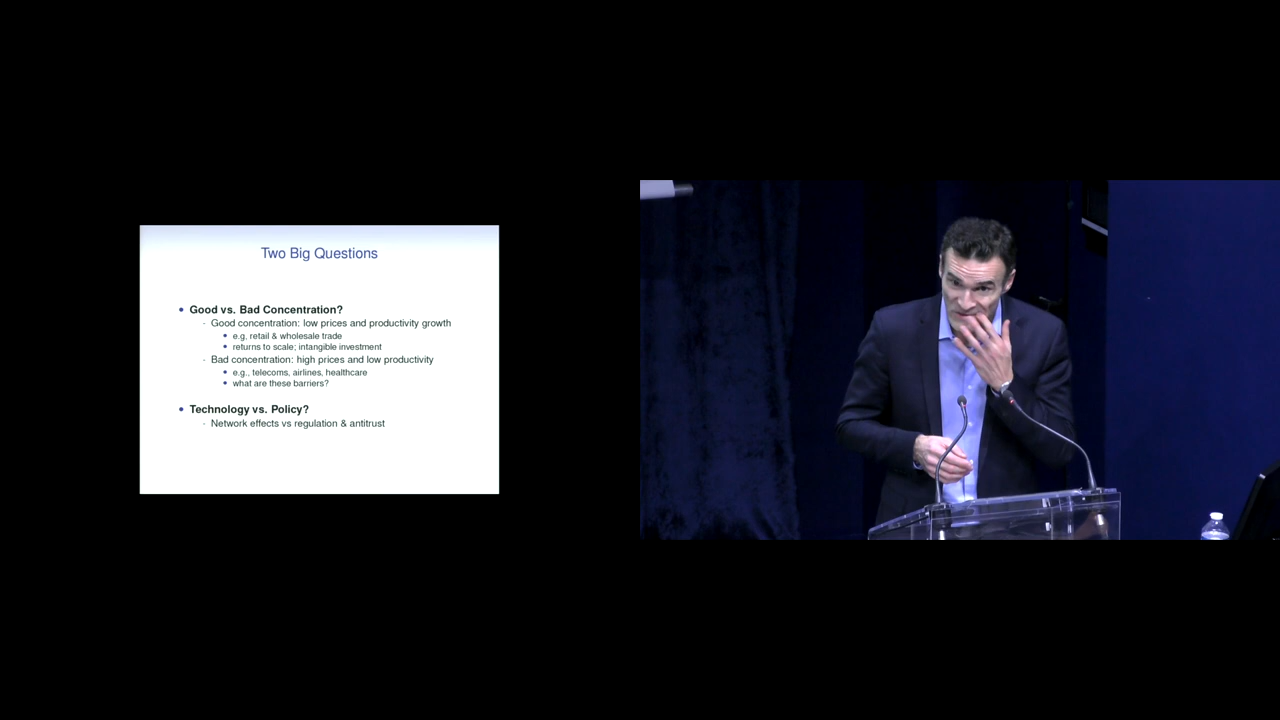 Two Big Questions
• Good vs. Bad Concentration?
- Good concentration: low prices and productivity growth
• e.g, retail & wholesale trade
• returns to scale; intangible investment
- Bad concentration: high prices and low productivity
• e.g., telecoms, airlines, healthcare
• what are these barriers?
• Technology vs. Policy?
- Network effects vs regulation & antitrust